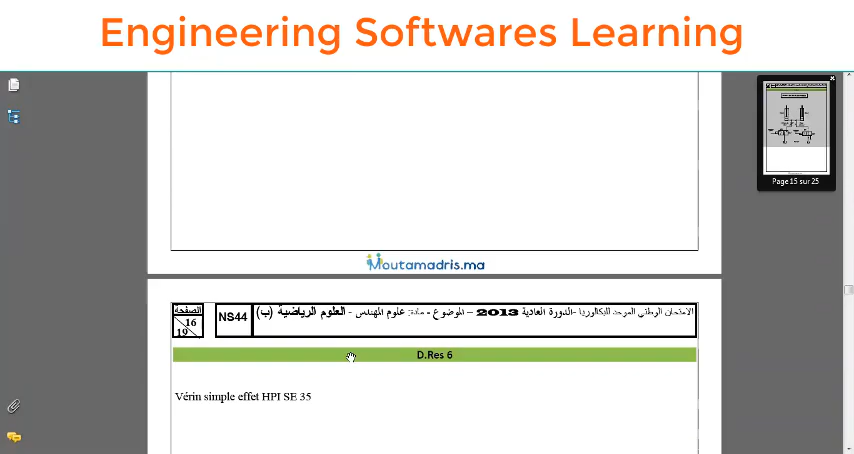 Engineering Softwares Learning
Page 15 sur 25
Moutamadris.ma
الامتحان الوطني الموحد للبكالوريا -الدورة العادية 2013 – الموضوع - مادة: علوم المهندس - العلوم الرياضية (ب)
NS44
الصفحة
16
19
D.Res 6
Vérin simple effet HPI SE 35